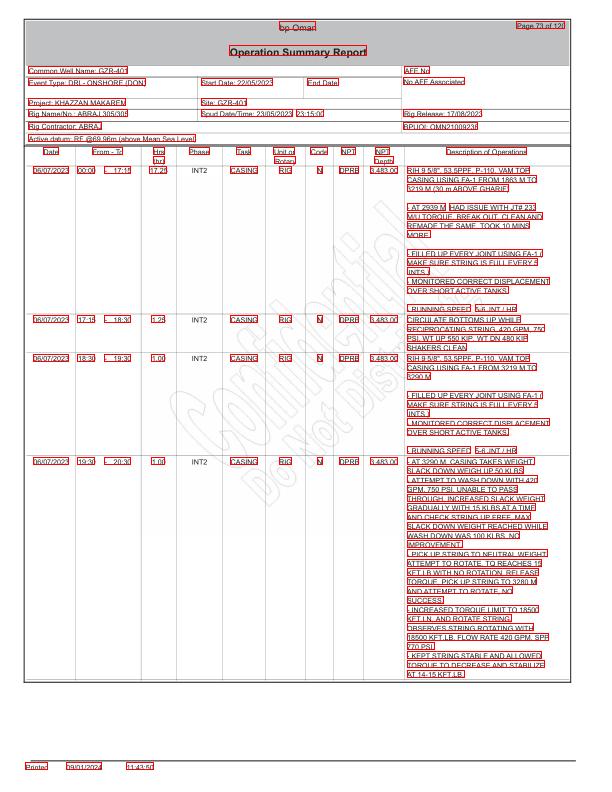 bp Oman
Page 73 of 120
Operation Summary Report
Common Well Name: GZR-401
AFE No
Event Type: DRL- ONSHORE (DON)
Start Date: 22/05/2023
End Date:
No AFE Associated
Project: KHAZZAN MAKAREM
Site: GZR-401
Rig Name/No.: ABRAJ 305/305
Spud Date/Time: 23/05/2023 23:15:00
Rig Release: 17/08/2023
Rig Contractor: ABRAJ
BPUOI: OMN21009236
Active datum: RF @69.96m (above Mean Sea Level)
Date
From - To
Hrs
(hr)
Phase
Task
Unit or
Rotary
Code
NPT
NPT
Depth
Description of Operations
06/07/2023 00:00 - 17:15 17.25 INT2 CASING RIG N DPRB 3,483.00 RIH 9 5/8", 53.5PPF, P-110, VAM TOP
CASING USING FA-1 FROM 1863 M TO
3219 M (30 m ABOVE GHARIF)
- AT 2939 M HAD ISSUE WITH JT# 233
M/U TORQUE. BREAK OUT, CLEAN AND
REMADE THE SAME. TOOK 10 MINS
MORE.
- FILLED UP EVERY JOINT USING FA-1 (
MAKE SURE STRING IS FULL EVERY 5
JNTS )
- MONITORED CORRECT DISPLACEMENT
OVER SHORT ACTIVE TANKS.
- RUNNING SPEED 5-6 JNT / HR
06/07/2023 17:15 - 18:30 1.25 INT2 CASING RIG N DPRB 3,483.00 CIRCULATE BOTTOMS UP WHILE
RECIPROCATING STRING, 420 GPM, 750
PSI, WT UP 550 KIP, WT DN 480 KIP
SHAKERS CLEAN
06/07/2023 18:30 - 19:30 1.00 INT2 CASING RIG N DPRB 3,483.00 RIH 9 5/8", 53.5PPF, P-110, VAM TOP
CASING USING FA-1 FROM 3219 M TO
3290 M
- FILLED UP EVERY JOINT USING FA-1 (
MAKE SURE STRING IS FULL EVERY 5
JNTS )
- MONITORED CORRECT DISPLACEMENT
OVER SHORT ACTIVE TANKS.
- RUNNING SPEED 5-6 JNT / HR
06/07/2023 19:30 - 20:30 1.00 INT2 CASING RIG N DPRB 3,483.00 - AT 3290 M, CASING TAKES WEIGHT,
SLACK DOWN WEIGH UP 50 KLBS
- ATTEMPT TO WASH DOWN WITH 420
GPM, 750 PSI, UNABLE TO PASS
THROUGH, INCREASED SLACK WEIGHT
GRADUALLY WITH 15 KLBS AT A TIME
AND CHECK STRING UP FREE. MAX
SLACK DOWN WEIGHT REACHED WHILE
WASH DOWN WAS 100 KLBS. NO
IMPROVEMENT.
- PICK UP STRING TO NEUTRAL WEIGHT,
ATTEMPT TO ROTATE, TQ REACHES 15
KFT.LB WITH NO ROTATION, RELEASE
TORQUE, PICK UP STRING TO 3280 M
AND ATTEMPT TO ROTATE, NO
SUCCESS.
- INCREASED TORQUE LIMIT TO 18500
KFT.LN, AND ROTATE STRING,
OBSERVES STRING ROTATING WITH
18500 KFT.LB, FLOW RATE 420 GPM, SPP
770 PSI.
- KEPT STRING STABLE AND ALLOWED
TORQUE TO DECREASE AND STABILIZE
AT 14-15 KFT.LB.
Confidential
Printed 09/01/2024 11:43:50